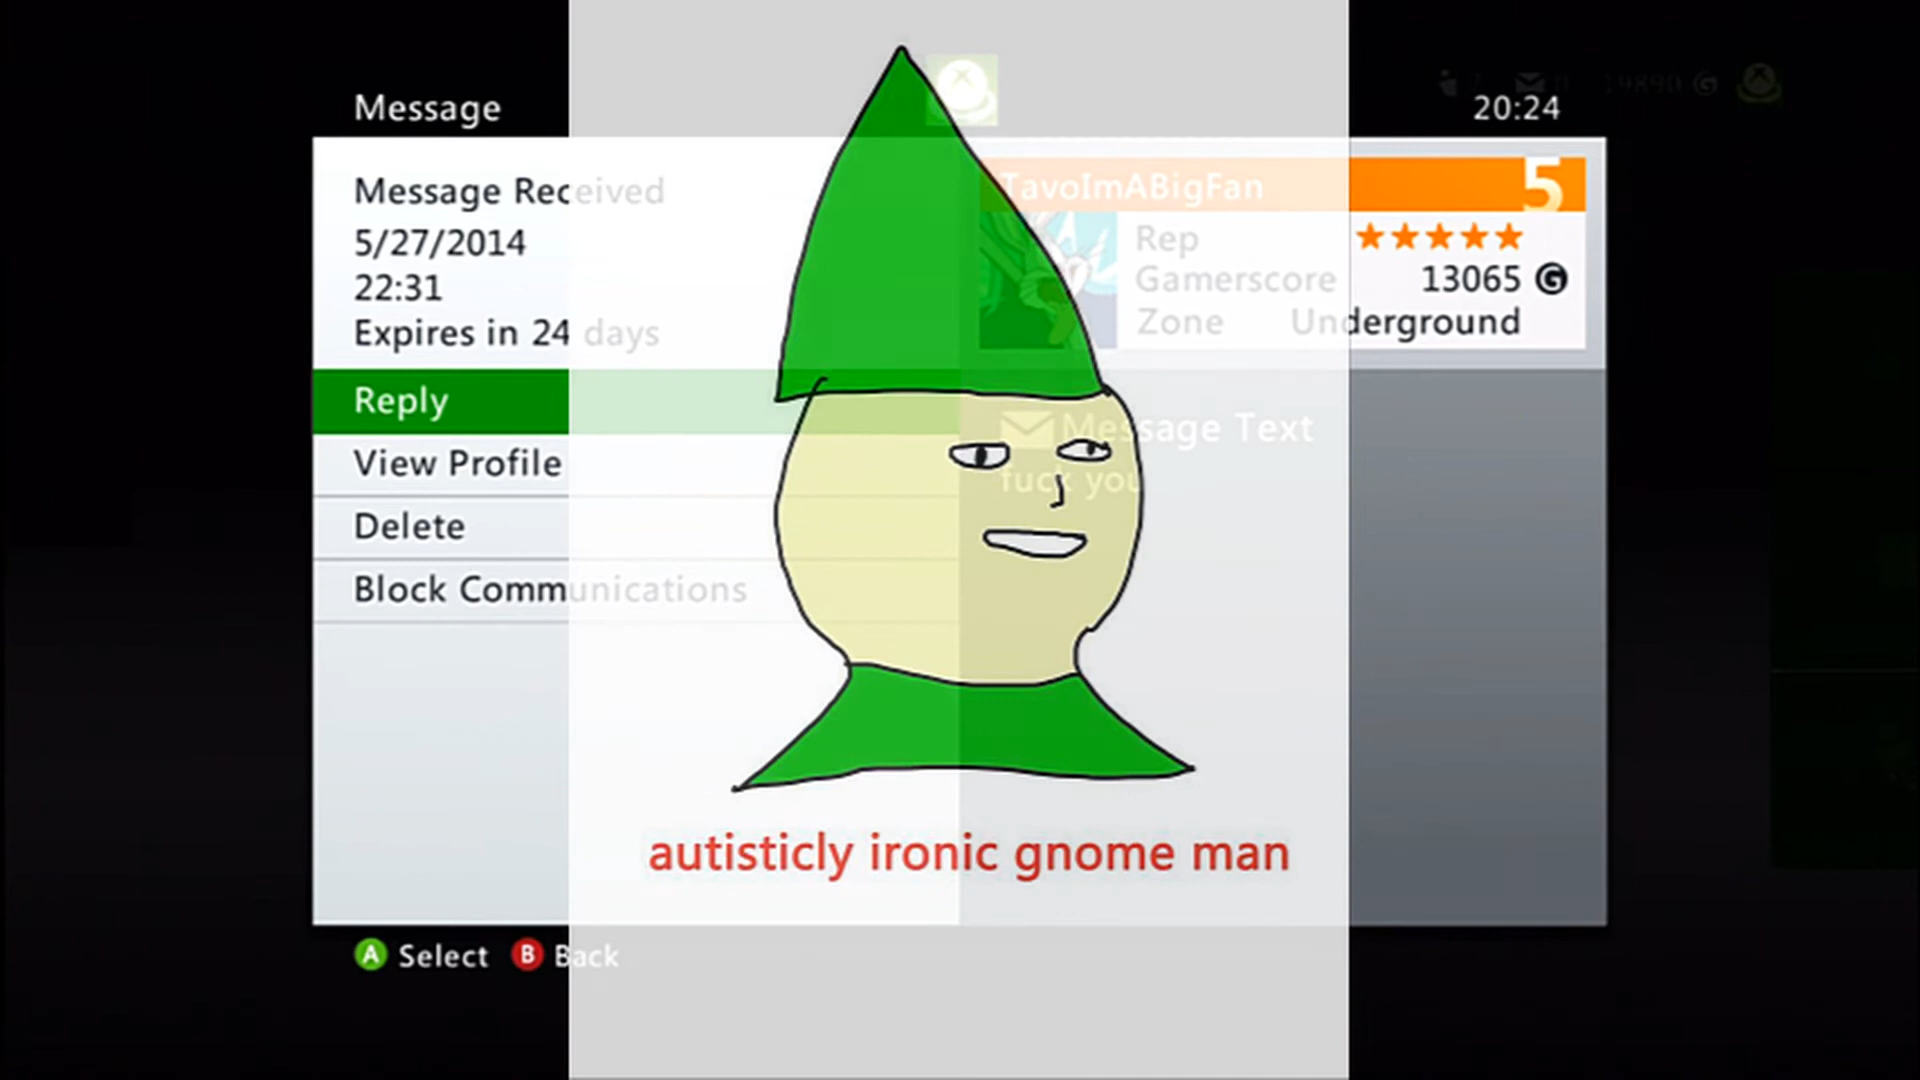 Message
20:24
Message Received
5/27/2014
22:31
Expires in 24 days
TavoImABigFan
5
Rep
Gamerscore 13065 G
Zone Underground
Reply
View Profile
Delete
Block Communications
Message Text
fuck you
autisticly ironic gnome man
A Select B Back